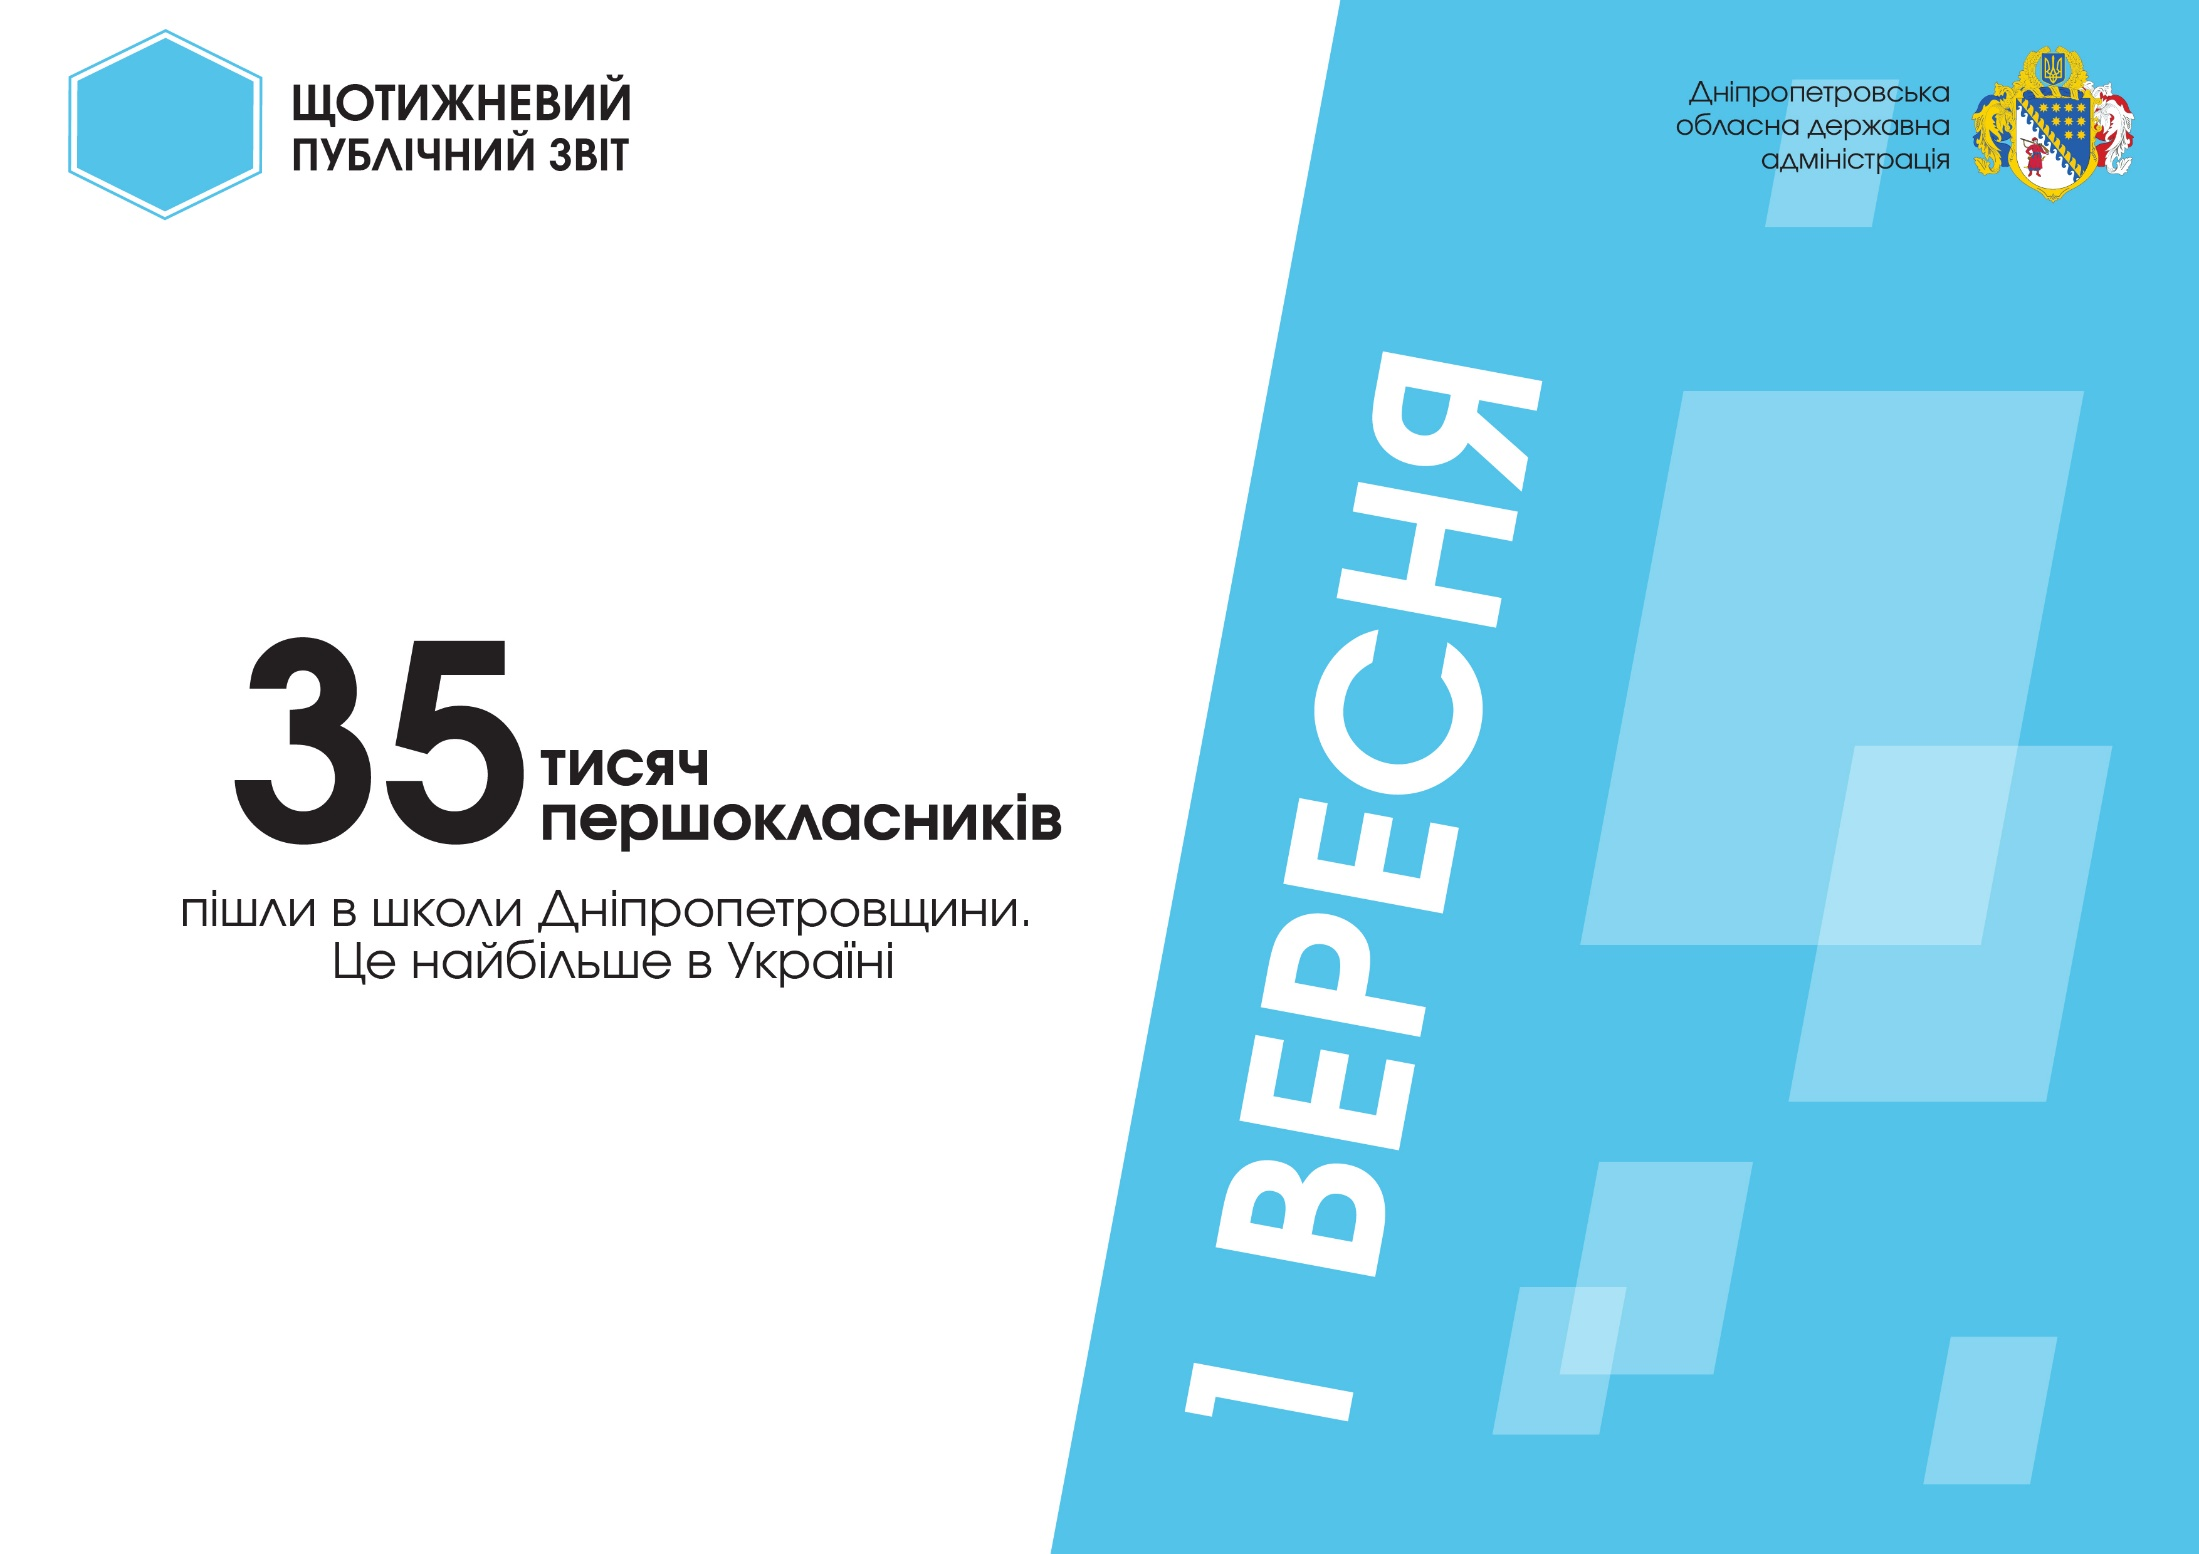 ЩОТИЖНЕВИЙ
ПУБЛІЧНИЙ ЗВІТ
Дніпропетровська
обласна державна
адміністрація
35 тисяч
першокласників
пішли в школи Дніпропетровщини.
Це найбільше в Україні
1 ВЕРЕСНЯ